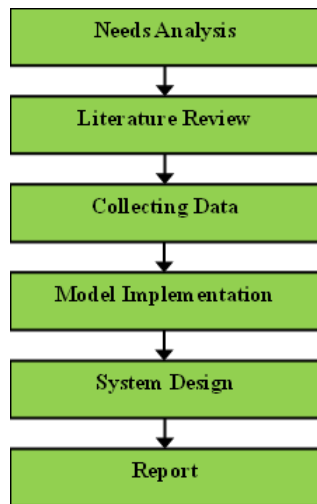 Needs Analysis
Literature Review
Collecting Data
Model Implementation
System Design
Report